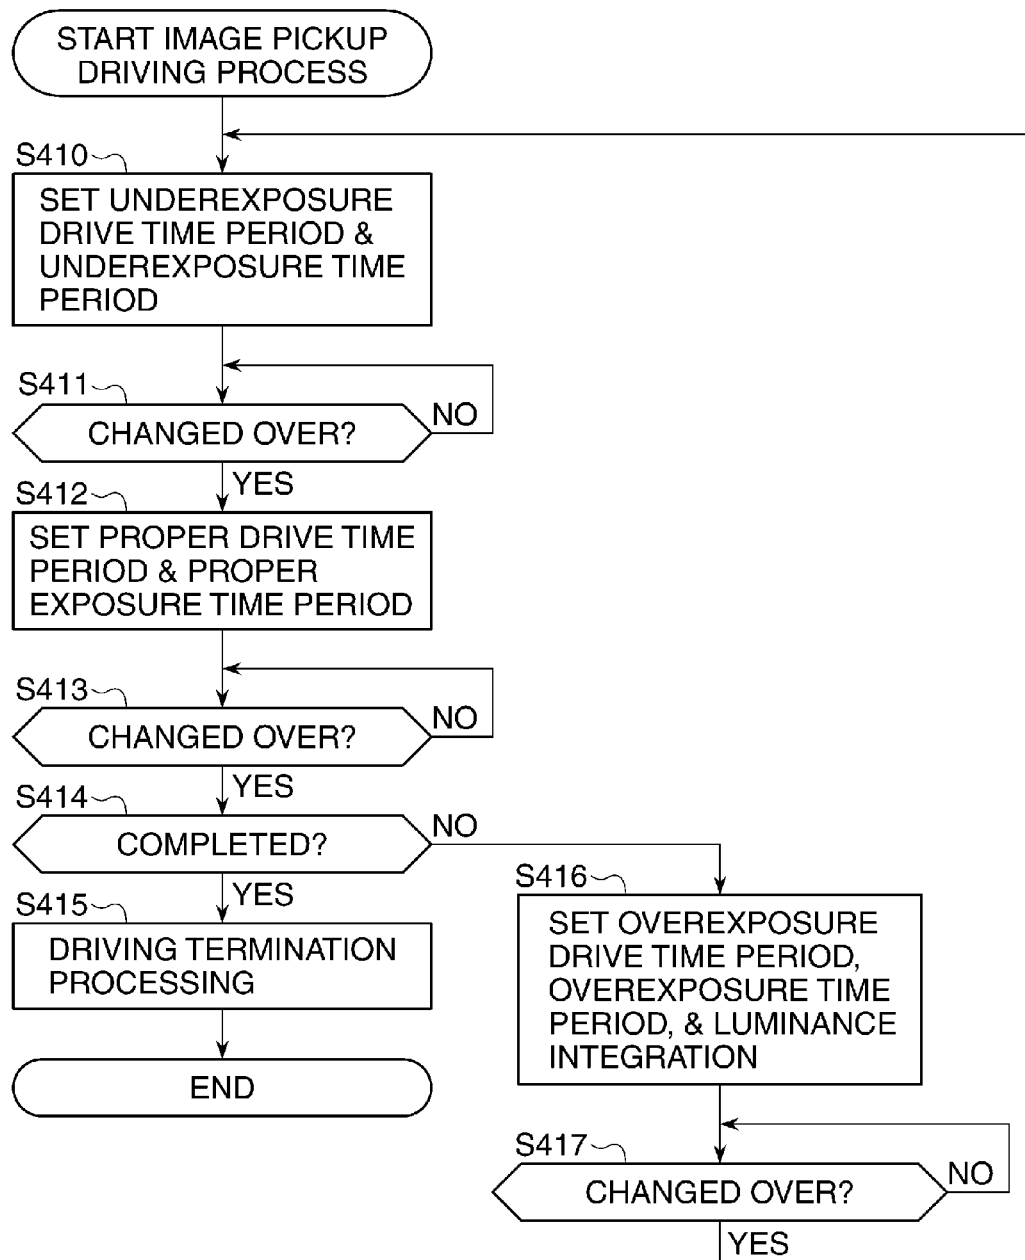 START IMAGE PICKUP
DRIVING PROCESS
S410
SET UNDEREXPOSURE
DRIVE TIME PERIOD &
UNDEREXPOSURE TIME
PERIOD
S411
CHANGED OVER?
NO
YES
S412
SET PROPER DRIVE TIME
PERIOD & PROPER
EXPOSURE TIME PERIOD
S413
CHANGED OVER?
NO
YES
S414
COMPLETED?
NO
YES
S415
DRIVING TERMINATION
PROCESSING
END
S416
SET OVEREXPOSURE
DRIVE TIME PERIOD,
OVEREXPOSURE TIME
PERIOD, & LUMINANCE
INTEGRATION
S417
CHANGED OVER?
NO
YES